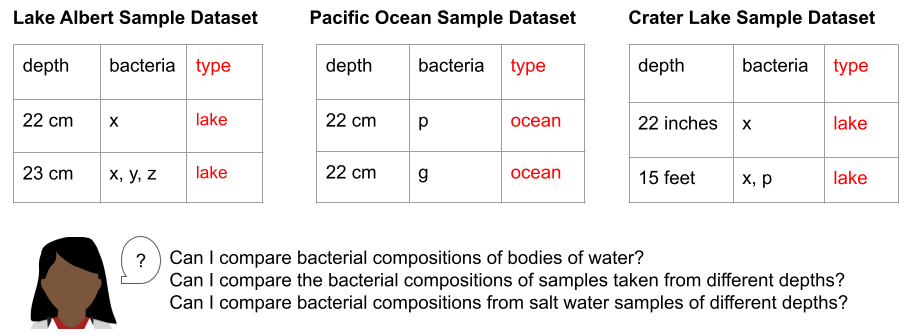 Lake Albert Sample Dataset
depth bacteria type
22 cm x lake
23 cm x, y, z lake
Pacific Ocean Sample Dataset
depth bacteria type
22 cm p ocean
22 cm g ocean
Crater Lake Sample Dataset
depth bacteria type
22 inches x lake
15 feet x, p lake
?
Can I compare bacterial compositions of bodies of water?
Can I compare the bacterial compositions of samples taken from different depths?
Can I compare bacterial compositions from salt water samples of different depths?